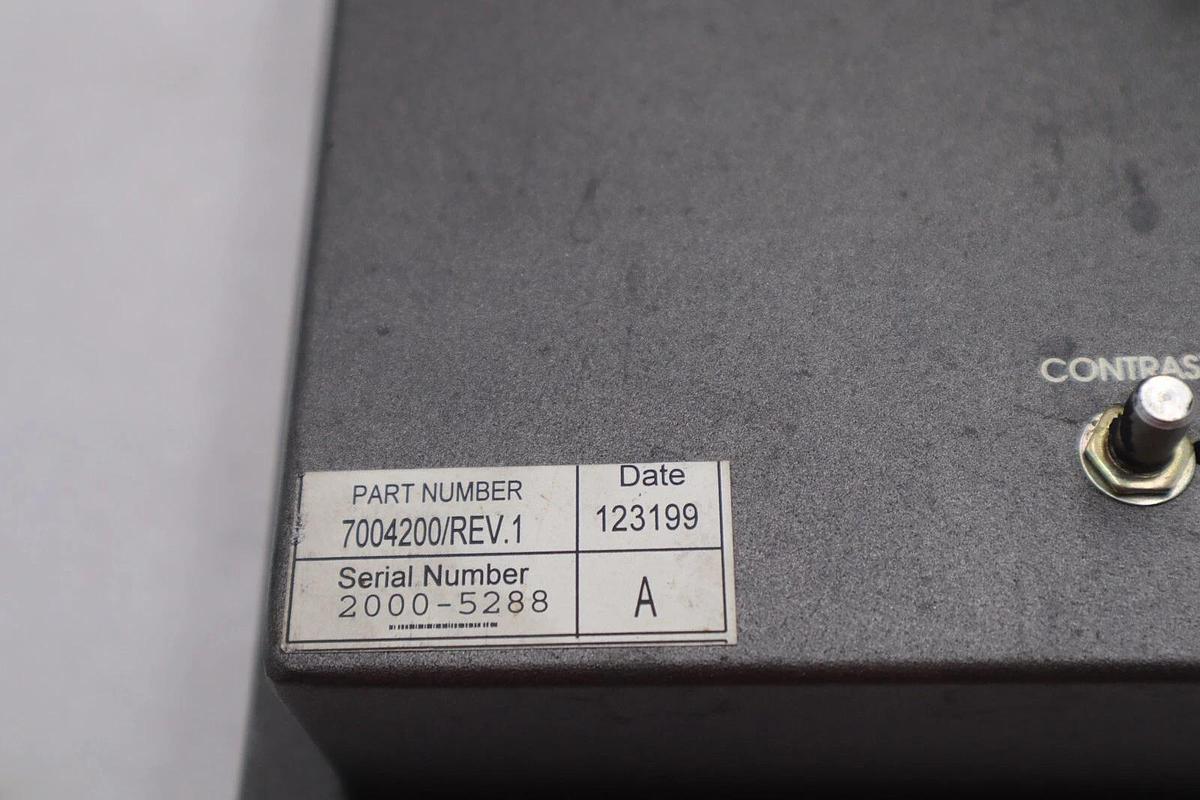 CONTRAS
PART NUMBER
7004200/REV.1
Date
123199
Serial Number
2000-5288
A